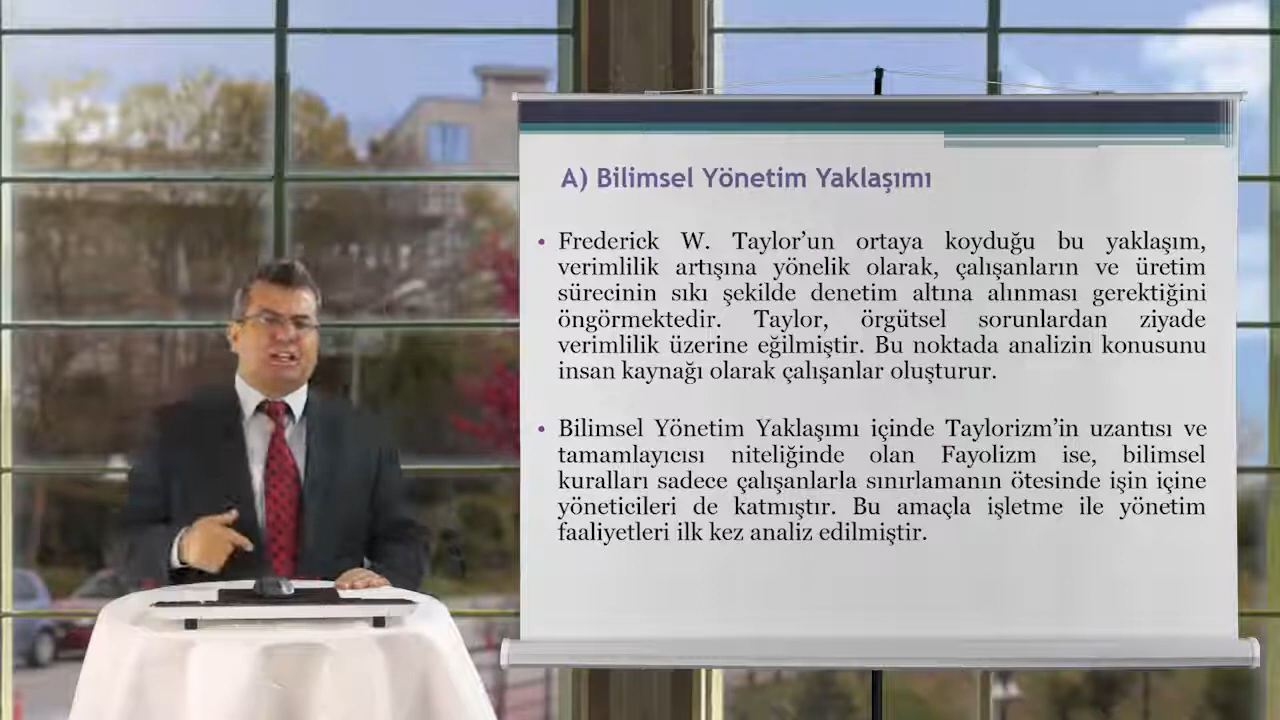 A) Bilimsel Yönetim Yaklaşımı
• Frederick W. Taylor’un ortaya koyduğu bu yaklaşım,
verimlilik artışına yönelik olarak, çalışanların ve üretim
sürecinin sıkı şekilde denetim altına alınması gerektiğini
öngörmektedir. Taylor, örgütsel sorunlardan ziyade
verimlilik üzerine eğilmiştir. Bu noktada analizin konusunu
insan kaynağı olarak çalışanlar oluşturur.
• Bilimsel Yönetim Yaklaşımı içinde Taylorizm’in uzantısı ve
tamamlayıcısı niteliğinde olan Fayolizm ise, bilimsel
kuralları sadece çalışanlarla sınırlamanın ötesinde işin içine
yöneticileri de katmıştır. Bu amaçla işletme ile yönetim
faaliyetleri ilk kez analiz edilmiştir.